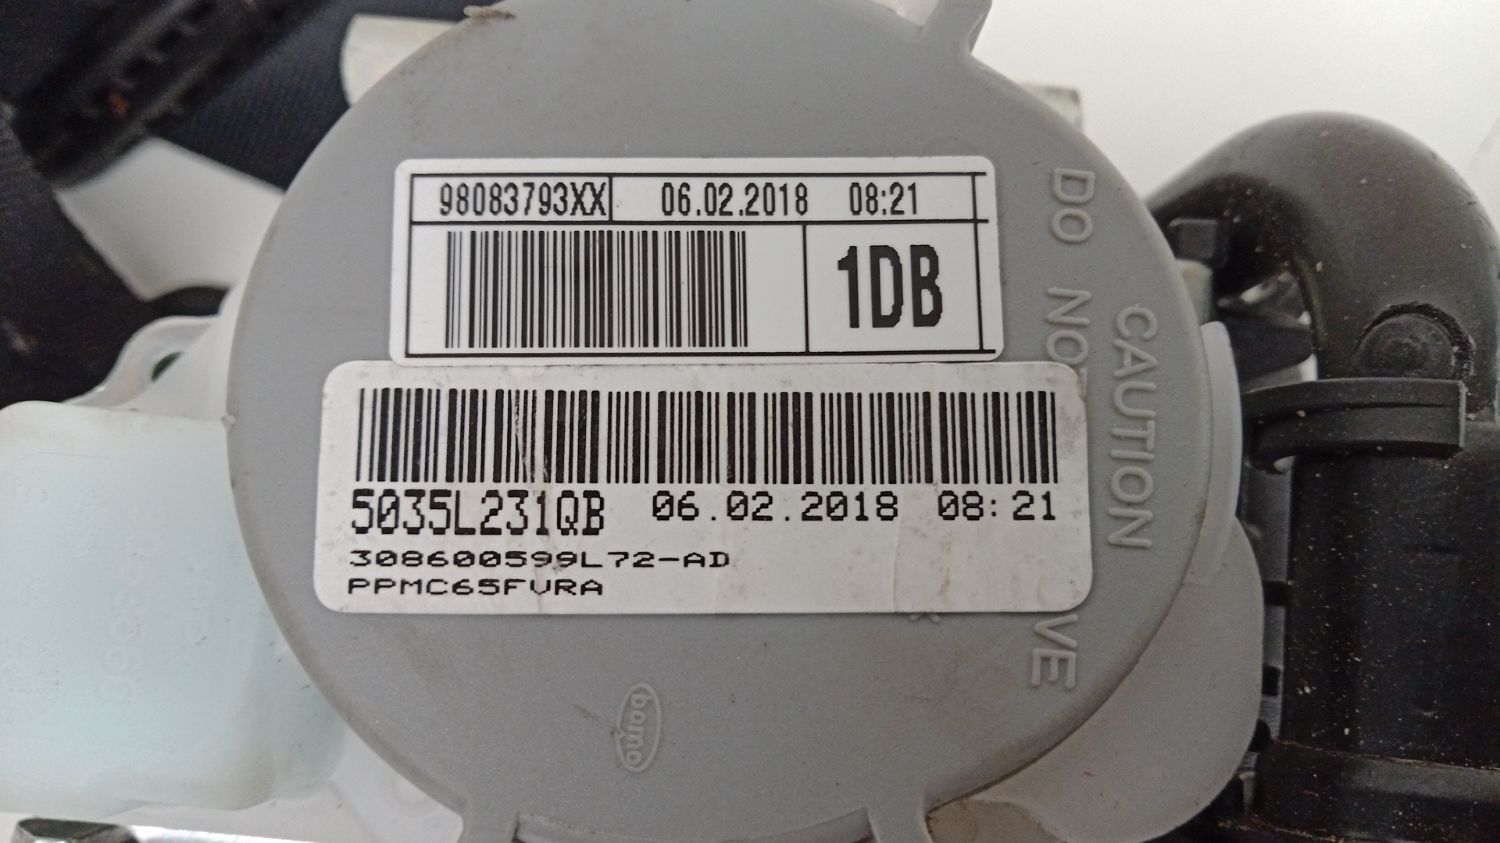 98083793XX 06.02.2018 08:21
1DB
5035L231QB 06.02.2018 08:21
308600599L72-AD
PPMC65FVRA
CAUTION
DO NOT
bomo